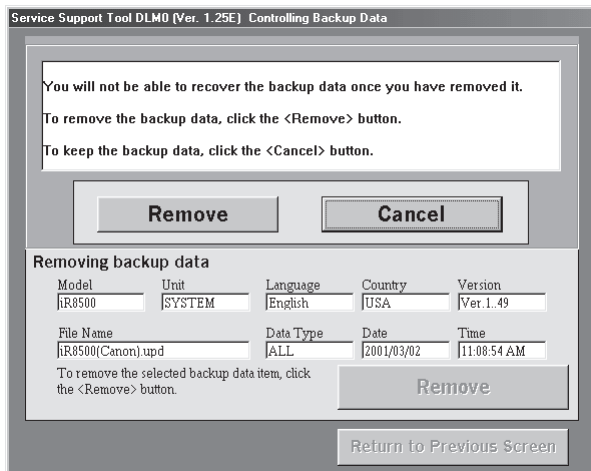 Service Support Tool DLM0 (Ver. 1.25E) Controlling Backup Data
You will not be able to recover the backup data once you have removed it.
To remove the backup data, click the <Remove> button.
To keep the backup data, click the <Cancel> button.
Remove Cancel
Removing backup data
Model Unit Language Country Version
iR8500 SYSTEM English USA Ver.1..49
File Name Data Type Date Time
iR8500(Canon).upd ALL 2001/03/02 11:08:54 AM
To remove the selected backup data item, click
the <Remove> button.
Remove
Return to Previous Screen